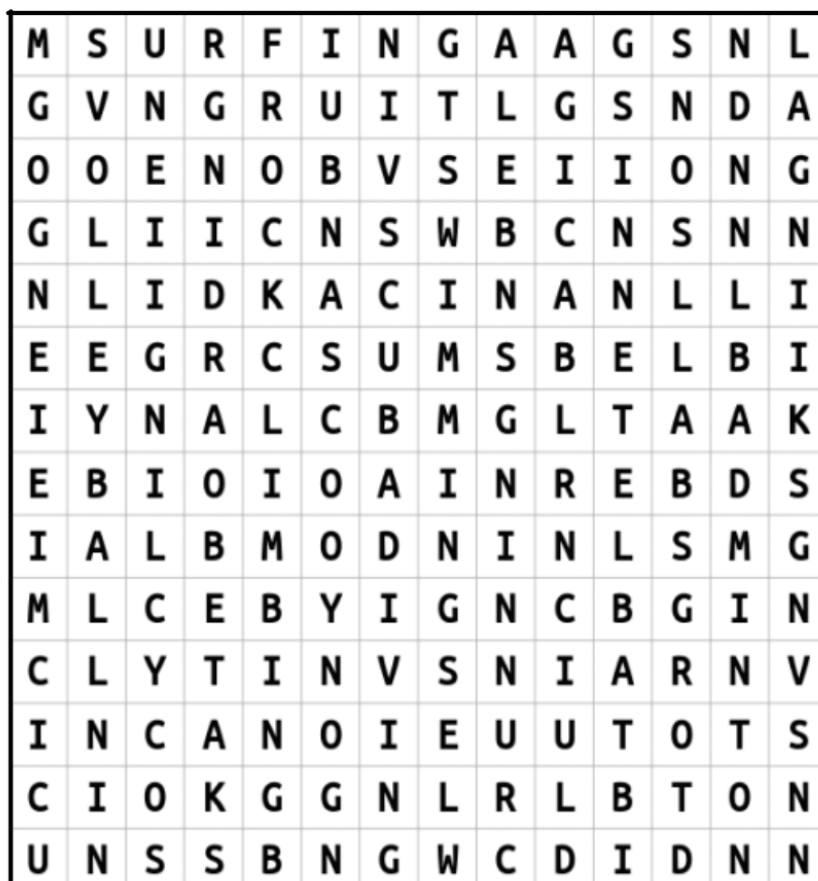 M S U R F I N G A A G S N L
G V N G R U I T L G S N D A
O O E N O B V S E I I O N G
G L I I C N S W B C N S N N
N L I D K A C I N A N L L I
E E G R C S U M S B E L B I
I Y N A L C B M G L T A A K
E B I O I O A I N R E B D S
I A L B M O D N I N L S M G
M L C E B Y I G N C B G I N
C L Y T I N V S N I A R N V
I N C A N O I E U U T O T S
C I O K G G N L R L B T O N
U N S S B N G W C D I D N N